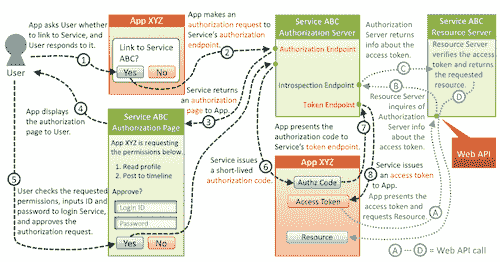 App asks User whether
to link to Service, and
User responds to it.
App XYZ
Link to Service
ABC?
Yes
No
1
User
App makes an
authorization request to
Service's authorization
endpoint.
2
Service ABC
Authorization Server
Authorization Endpoint
Introspection Endpoint
Token Endpoint
Authorization
Server returns
info about the
access token.
Service ABC
Resource Server
Resource Server
verifies the access
token and returns the
requested
resource.
C
B
D
Resource Server
inquires of
Authorization
Server info
about the
access token.
Web API
Service returns
an authorization
page to App.
3
4
App displays
the authorization
page to User.
Service ABC
Authorization Page
App XYZ is requesting
the permissions below.
1. Read profile
2. Post to timeline
Approve?
Login ID
Password
Yes
No
5
User checks the requested
permissions, inputs ID and
password to login Service,
and approves the
authorization request.
App presents the
authorization code to
Service's token endpoint.
7
Service issues
a short-lived
authorization code.
6
App XYZ
Authz Code
Access Token
Resource
8
Service issues
an access token
to App.
App presents the
access token and
requests Resource.
A
A — D = Web API call